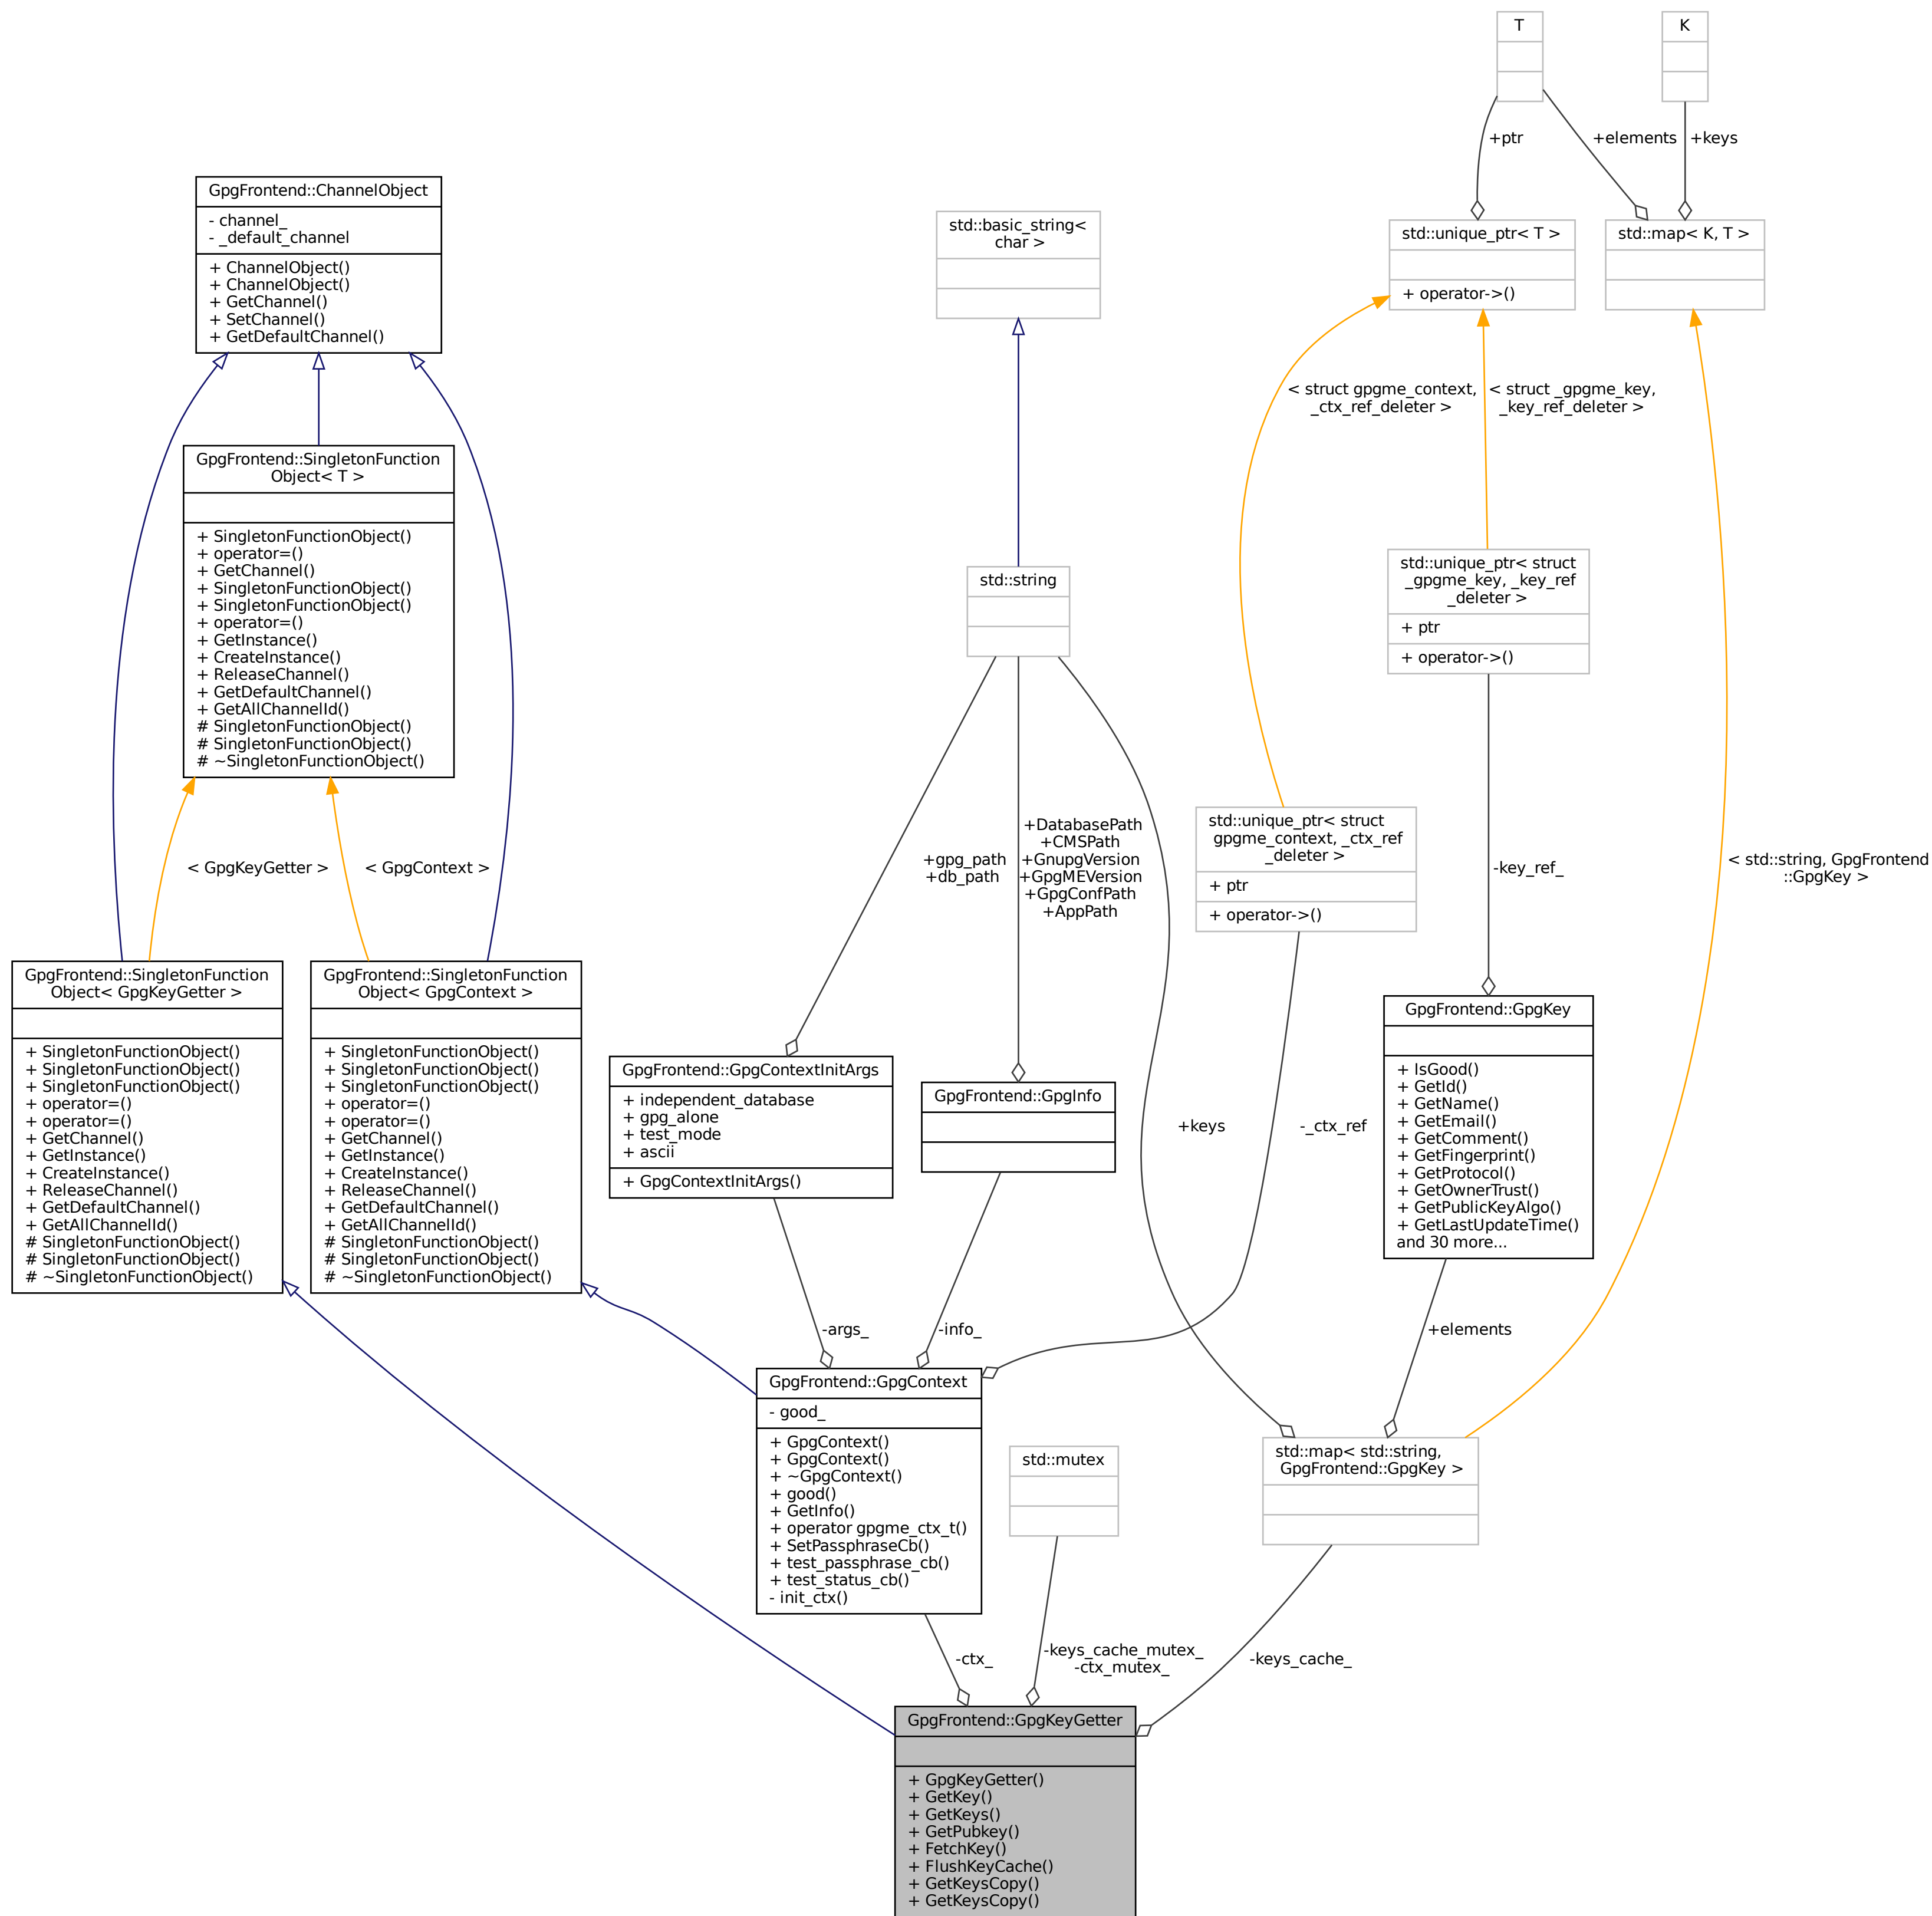 T
K
+ptr
+elements
+keys
GpgFrontend::ChannelObject
- channel_
- _default_channel
+ ChannelObject()
+ ChannelObject()
+ GetChannel()
+ SetChannel()
+ GetDefaultChannel()
std::basic_string<
char >
std::unique_ptr< T >
+ operator->()
std::map< K, T >
< struct gpgme_context,
_ctx_ref_deleter >
< struct _gpgme_key,
_key_ref_deleter >
GpgFrontend::SingletonFunction
Object< T >
+ SingletonFunctionObject()
+ operator=()
+ GetChannel()
+ SingletonFunctionObject()
+ SingletonFunctionObject()
+ operator=()
+ GetInstance()
+ CreateInstance()
+ ReleaseChannel()
+ GetDefaultChannel()
+ GetAllChannelId()
# SingletonFunctionObject()
# SingletonFunctionObject()
# ~SingletonFunctionObject()
std::string
std::unique_ptr< struct
_gpgme_key, _key_ref
_deleter >
+ ptr
+ operator->()
< GpgKeyGetter >
< GpgContext >
+gpg_path
+db_path
+DatabasePath
+CMSPath
+GnupgVersion
+GpgMEVersion
+GpgConfPath
+AppPath
std::unique_ptr< struct
gpgme_context, _ctx_ref
_deleter >
+ ptr
+ operator->()
-key_ref_
< std::string, GpgFrontend
::GpgKey >
GpgFrontend::SingletonFunction
Object< GpgKeyGetter >
+ SingletonFunctionObject()
+ SingletonFunctionObject()
+ SingletonFunctionObject()
+ operator=()
+ operator=()
+ GetChannel()
+ GetInstance()
+ CreateInstance()
+ ReleaseChannel()
+ GetDefaultChannel()
+ GetAllChannelId()
# SingletonFunctionObject()
# SingletonFunctionObject()
# ~SingletonFunctionObject()
GpgFrontend::SingletonFunction
Object< GpgContext >
+ SingletonFunctionObject()
+ SingletonFunctionObject()
+ SingletonFunctionObject()
+ operator=()
+ operator=()
+ GetChannel()
+ GetInstance()
+ CreateInstance()
+ ReleaseChannel()
+ GetDefaultChannel()
+ GetAllChannelId()
# SingletonFunctionObject()
# SingletonFunctionObject()
# ~SingletonFunctionObject()
GpgFrontend::GpgContextInitArgs
+ independent_database
+ gpg_alone
+ test_mode
+ ascii
+ GpgContextInitArgs()
GpgFrontend::GpgInfo
+keys
-_ctx_ref
GpgFrontend::GpgKey
+ IsGood()
+ GetId()
+ GetName()
+ GetEmail()
+ GetComment()
+ GetFingerprint()
+ GetProtocol()
+ GetOwnerTrust()
+ GetPublicKeyAlgo()
+ GetLastUpdateTime()
and 30 more...
-args_
-info_
+elements
GpgFrontend::GpgContext
- good_
+ GpgContext()
+ GpgContext()
+ ~GpgContext()
+ good()
+ GetInfo()
+ operator gpgme_ctx_t()
+ SetPassphraseCb()
+ test_passphrase_cb()
+ test_status_cb()
- init_ctx()
std::mutex
std::map< std::string,
GpgFrontend::GpgKey >
-ctx_
-keys_cache_mutex_
-ctx_mutex_
-keys_cache_
GpgFrontend::GpgKeyGetter
+ GpgKeyGetter()
+ GetKey()
+ GetKeys()
+ GetPubkey()
+ FetchKey()
+ FlushKeyCache()
+ GetKeysCopy()
+ GetKeysCopy()